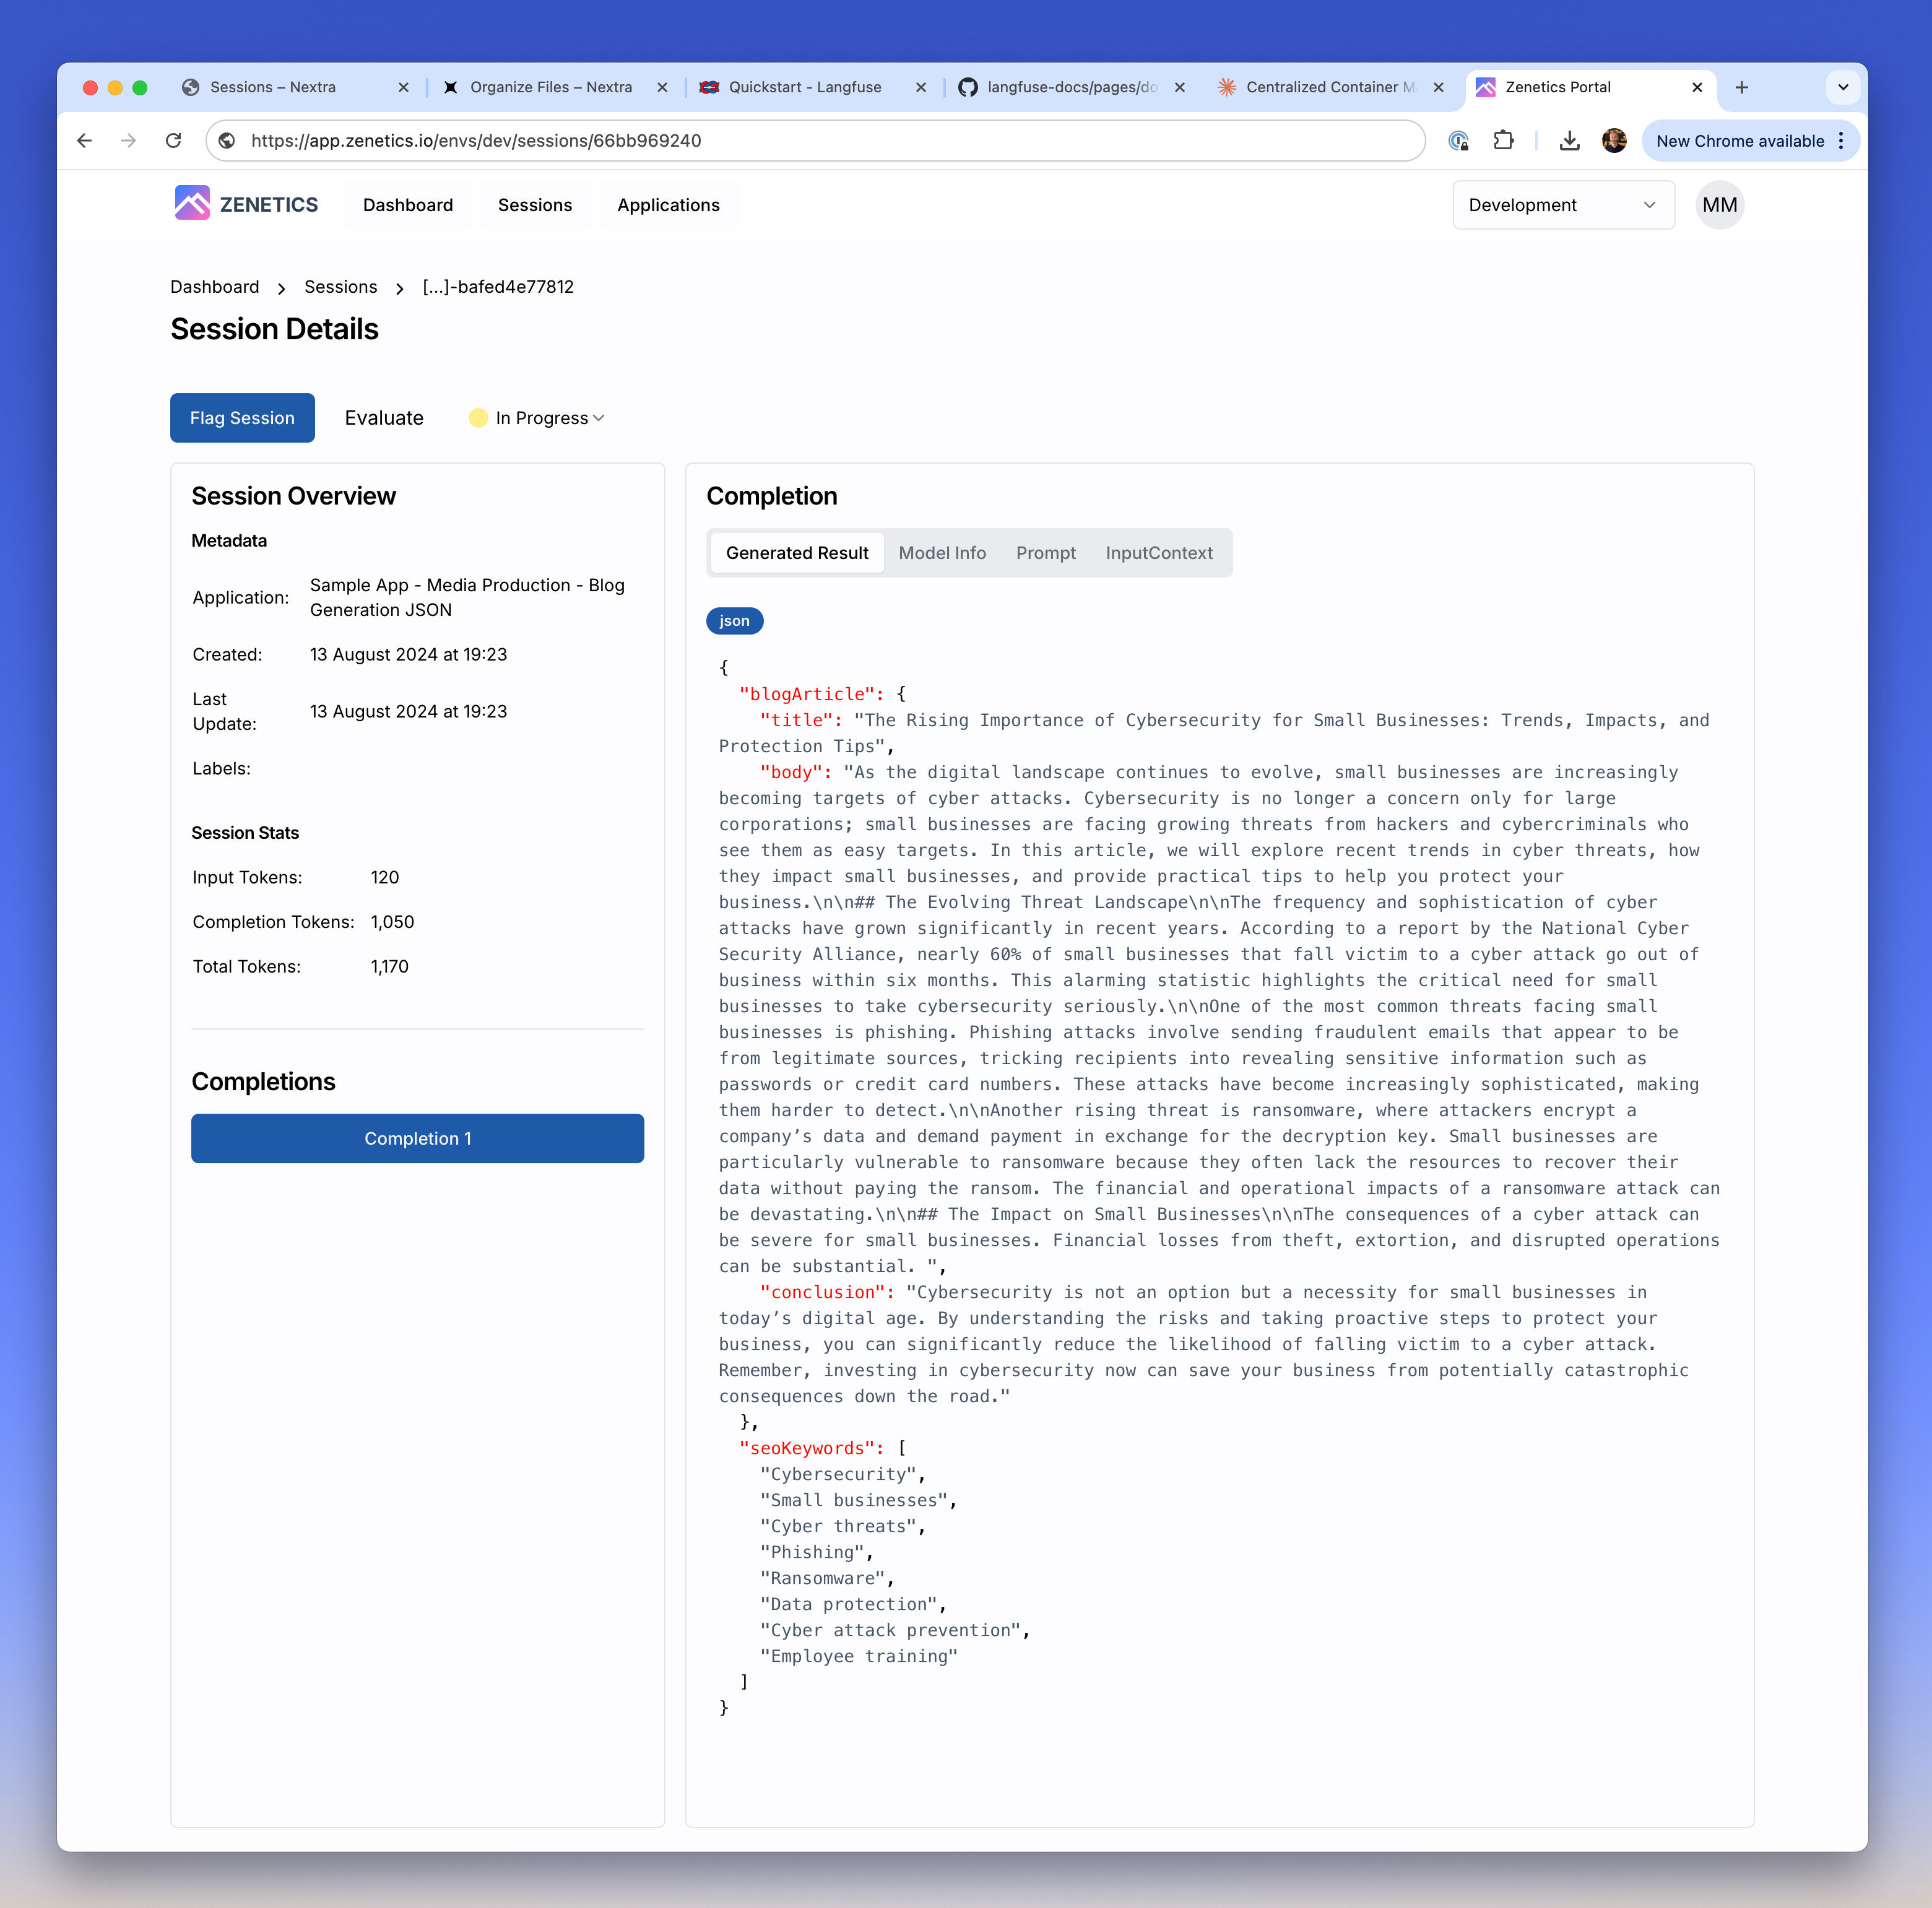 Sessions – Nextra
Organize Files – Nextra
Quickstart - Langfuse
langfuse-docs/pages/do
Centralized Container M
Zenetics Portal
https://app.zenetics.io/envs/dev/sessions/66bb969240
New Chrome available
ZENETICS
Dashboard
Sessions
Applications
Development
MM
Dashboard > Sessions > [...]-bafed4e77812
Session Details
Flag Session
Evaluate
In Progress
Session Overview
Metadata
Application:
Sample App - Media Production - Blog
Generation JSON
Created:
13 August 2024 at 19:23
Last
Update:
13 August 2024 at 19:23
Labels:
Session Stats
Input Tokens:
120
Completion Tokens:
1,050
Total Tokens:
1,170
Completions
Completion 1
Completion
Generated Result
Model Info
Prompt
InputContext
json
{
"blogArticle": {
"title": "The Rising Importance of Cybersecurity for Small Businesses: Trends, Impacts, and
Protection Tips",
"body": "As the digital landscape continues to evolve, small businesses are increasingly
becoming targets of cyber attacks. Cybersecurity is no longer a concern only for large
corporations; small businesses are facing growing threats from hackers and cybercriminals who
see them as easy targets. In this article, we will explore recent trends in cyber threats, how
they impact small businesses, and provide practical tips to help you protect your
business.\n\n## The Evolving Threat Landscape\n\nThe frequency and sophistication of cyber
attacks have grown significantly in recent years. According to a report by the National Cyber
Security Alliance, nearly 60% of small businesses that fall victim to a cyber attack go out of
business within six months. This alarming statistic highlights the critical need for small
businesses to take cybersecurity seriously.\n\nOne of the most common threats facing small
businesses is phishing. Phishing attacks involve sending fraudulent emails that appear to be
from legitimate sources, tricking recipients into revealing sensitive information such as
passwords or credit card numbers. These attacks have become increasingly sophisticated, making
them harder to detect.\n\nAnother rising threat is ransomware, where attackers encrypt a
company’s data and demand payment in exchange for the decryption key. Small businesses are
particularly vulnerable to ransomware because they often lack the resources to recover their
data without paying the ransom. The financial and operational impacts of a ransomware attack can
be devastating.\n\n## The Impact on Small Businesses\n\nThe consequences of a cyber attack can
be severe for small businesses. Financial losses from theft, extortion, and disrupted operations
can be substantial. ",
"conclusion": "Cybersecurity is not an option but a necessity for small businesses in
today’s digital age. By understanding the risks and taking proactive steps to protect your
business, you can significantly reduce the likelihood of falling victim to a cyber attack.
Remember, investing in cybersecurity now can save your business from potentially catastrophic
consequences down the road."
},
"seoKeywords": [
"Cybersecurity",
"Small businesses",
"Cyber threats",
"Phishing",
"Ransomware",
"Data protection",
"Cyber attack prevention",
"Employee training"
]
}